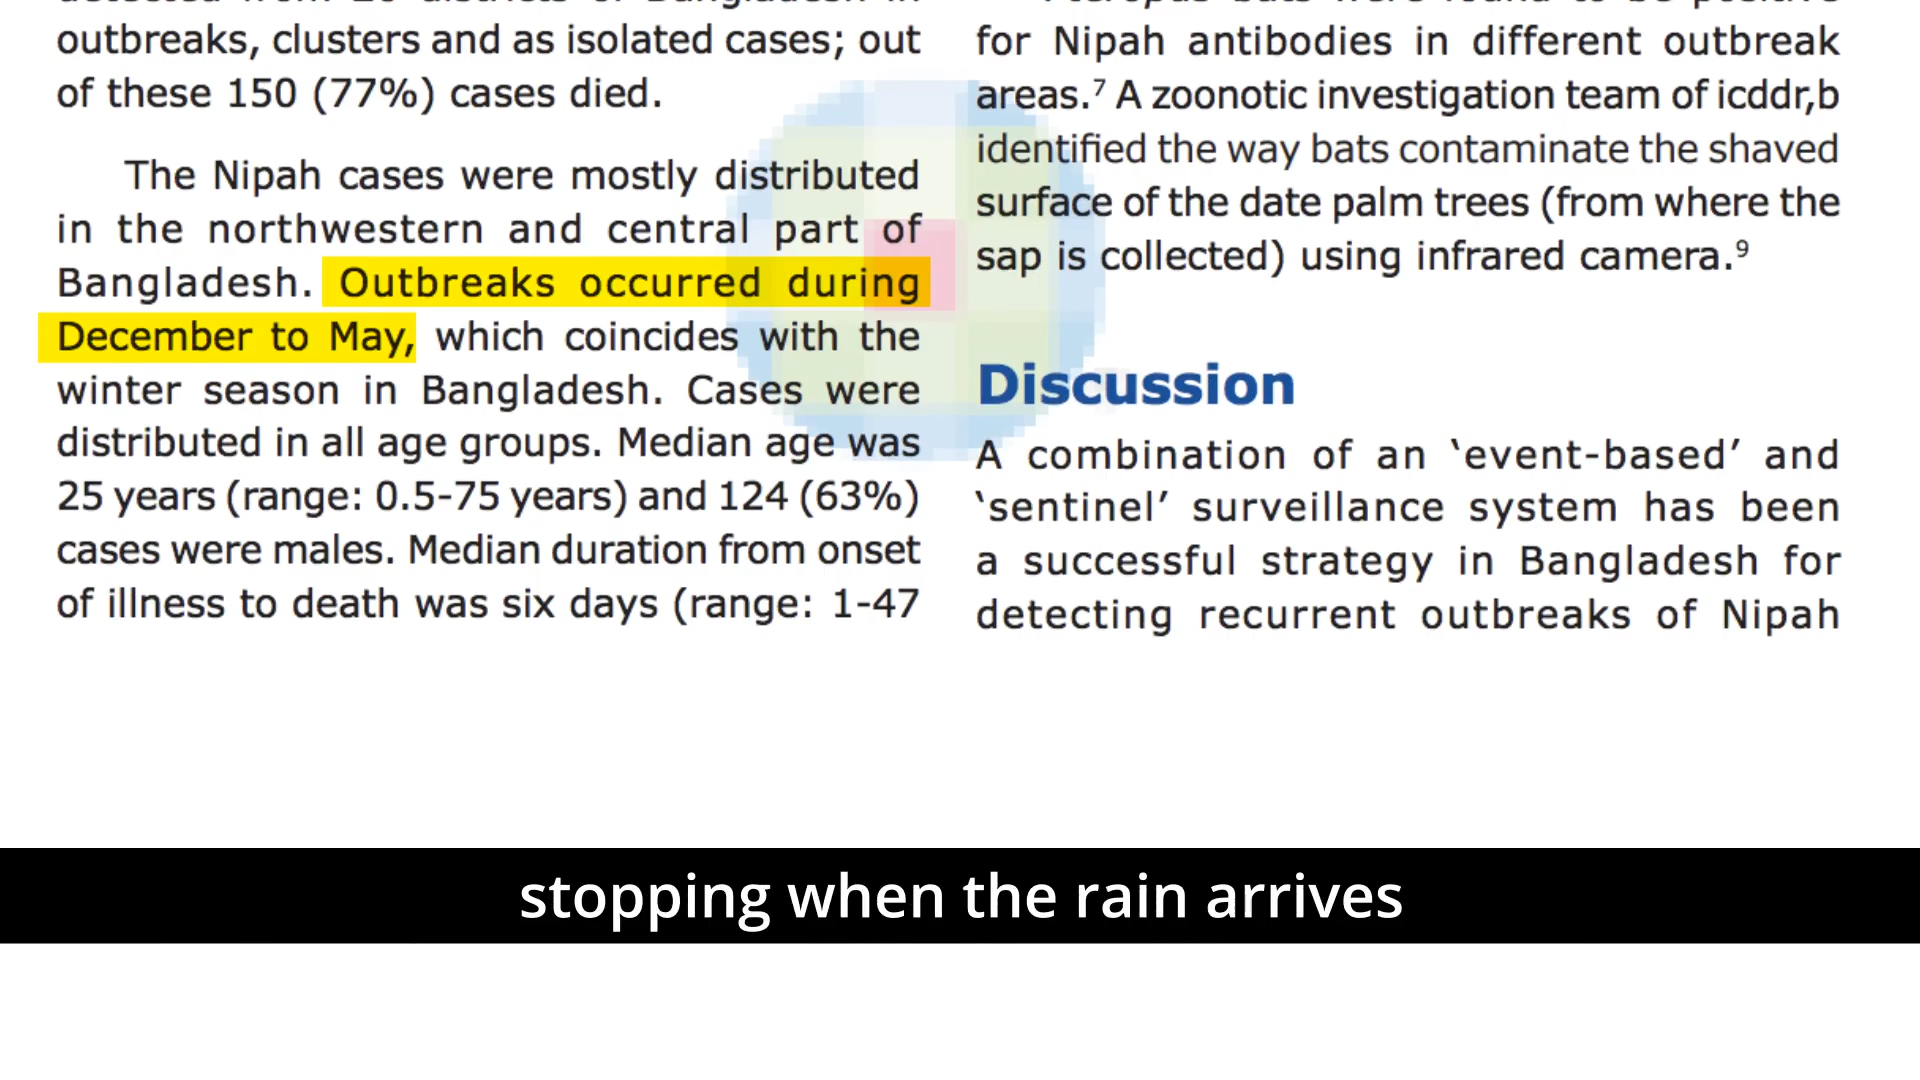 outbreaks, clusters and as isolated cases; out
of these 150 (77%) cases died.
The Nipah cases were mostly distributed
in the northwestern and central part of
Bangladesh. Outbreaks occurred during
December to May, which coincides with the
winter season in Bangladesh. Cases were
distributed in all age groups. Median age was
25 years (range: 0.5-75 years) and 124 (63%)
cases were males. Median duration from onset
of illness to death was six days (range: 1-47
for Nipah antibodies in different outbreak
areas.⁷ A zoonotic investigation team of icddr,b
identified the way bats contaminate the shaved
surface of the date palm trees (from where the
sap is collected) using infrared camera.⁹
Discussion
A combination of an ‘event-based’ and
‘sentinel’ surveillance system has been
a successful strategy in Bangladesh for
detecting recurrent outbreaks of Nipah
stopping when the rain arrives